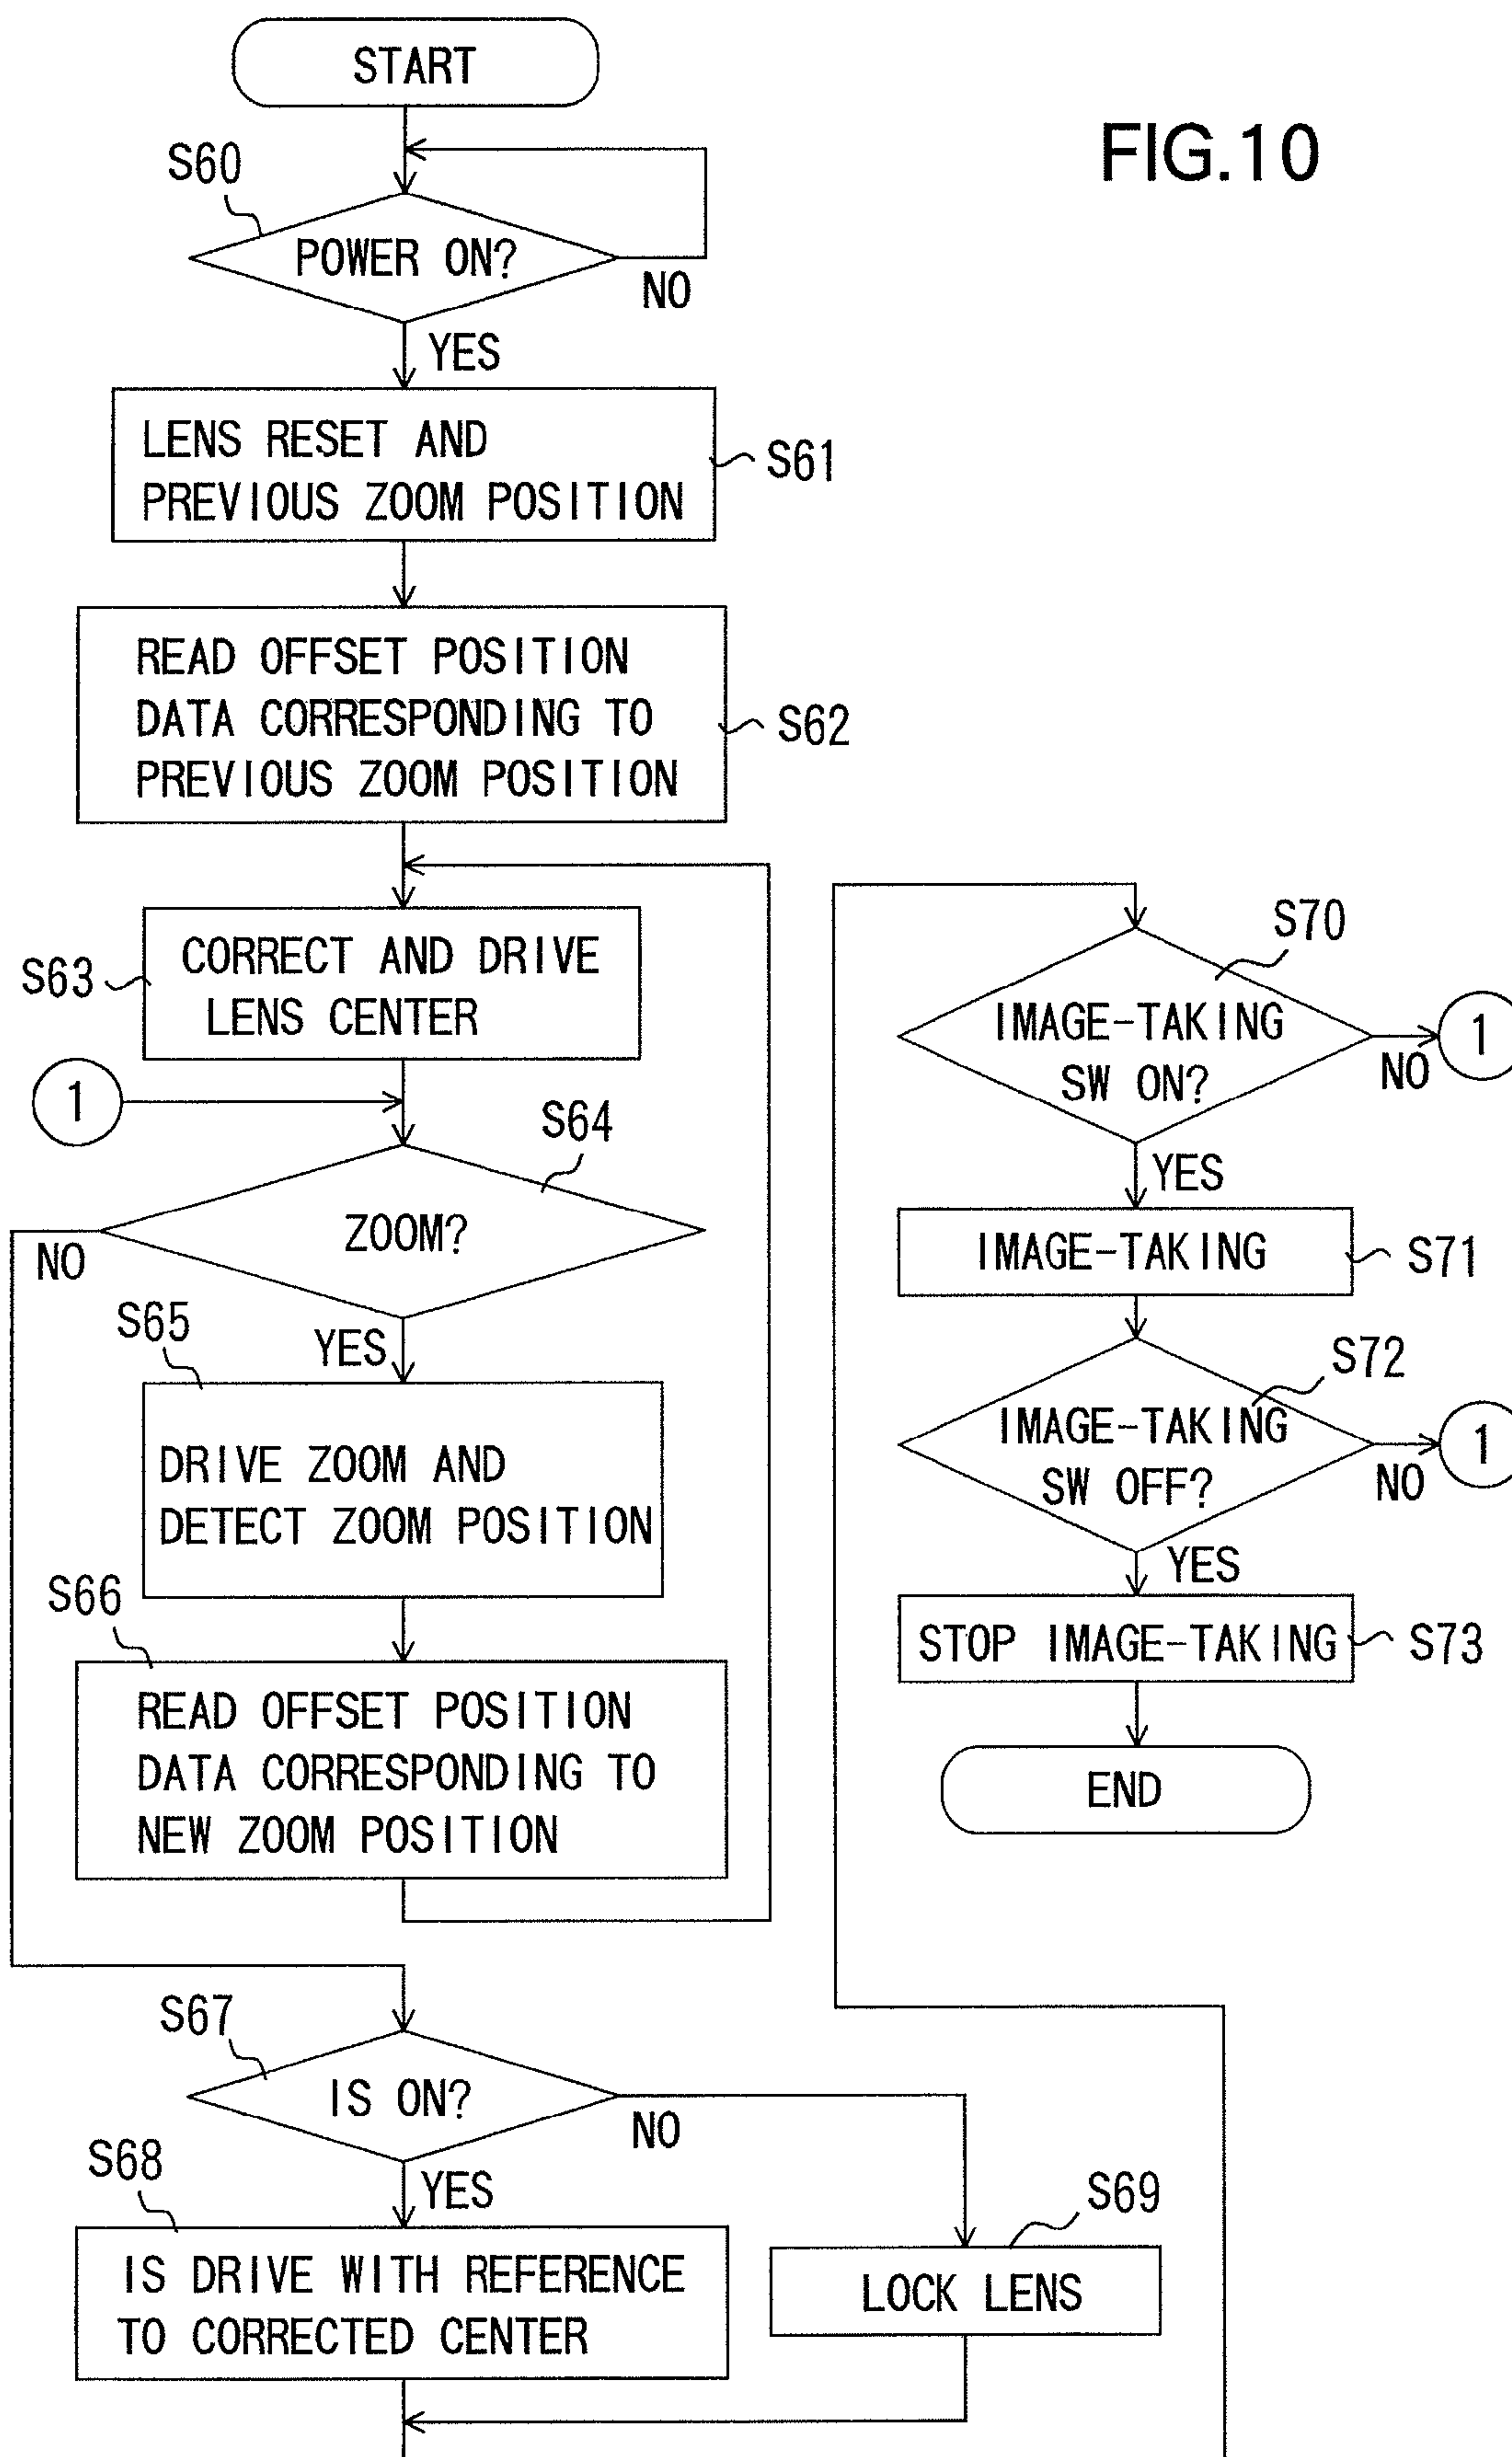 FIG.10
START
S60
POWER ON?
NO
YES
LENS RESET AND
PREVIOUS ZOOM POSITION
S61
READ OFFSET POSITION
DATA CORRESPONDING TO
PREVIOUS ZOOM POSITION
S62
S63
CORRECT AND DRIVE
LENS CENTER
1
S64
ZOOM?
NO
YES
S65
DRIVE ZOOM AND
DETECT ZOOM POSITION
S66
READ OFFSET POSITION
DATA CORRESPONDING TO
NEW ZOOM POSITION
S67
IS ON?
NO
YES
S68
IS DRIVE WITH REFERENCE
TO CORRECTED CENTER
S69
LOCK LENS
S70
IMAGE-TAKING
SW ON?
NO
1
YES
IMAGE-TAKING
S71
S72
IMAGE-TAKING
SW OFF?
NO
1
YES
STOP IMAGE-TAKING
S73
END